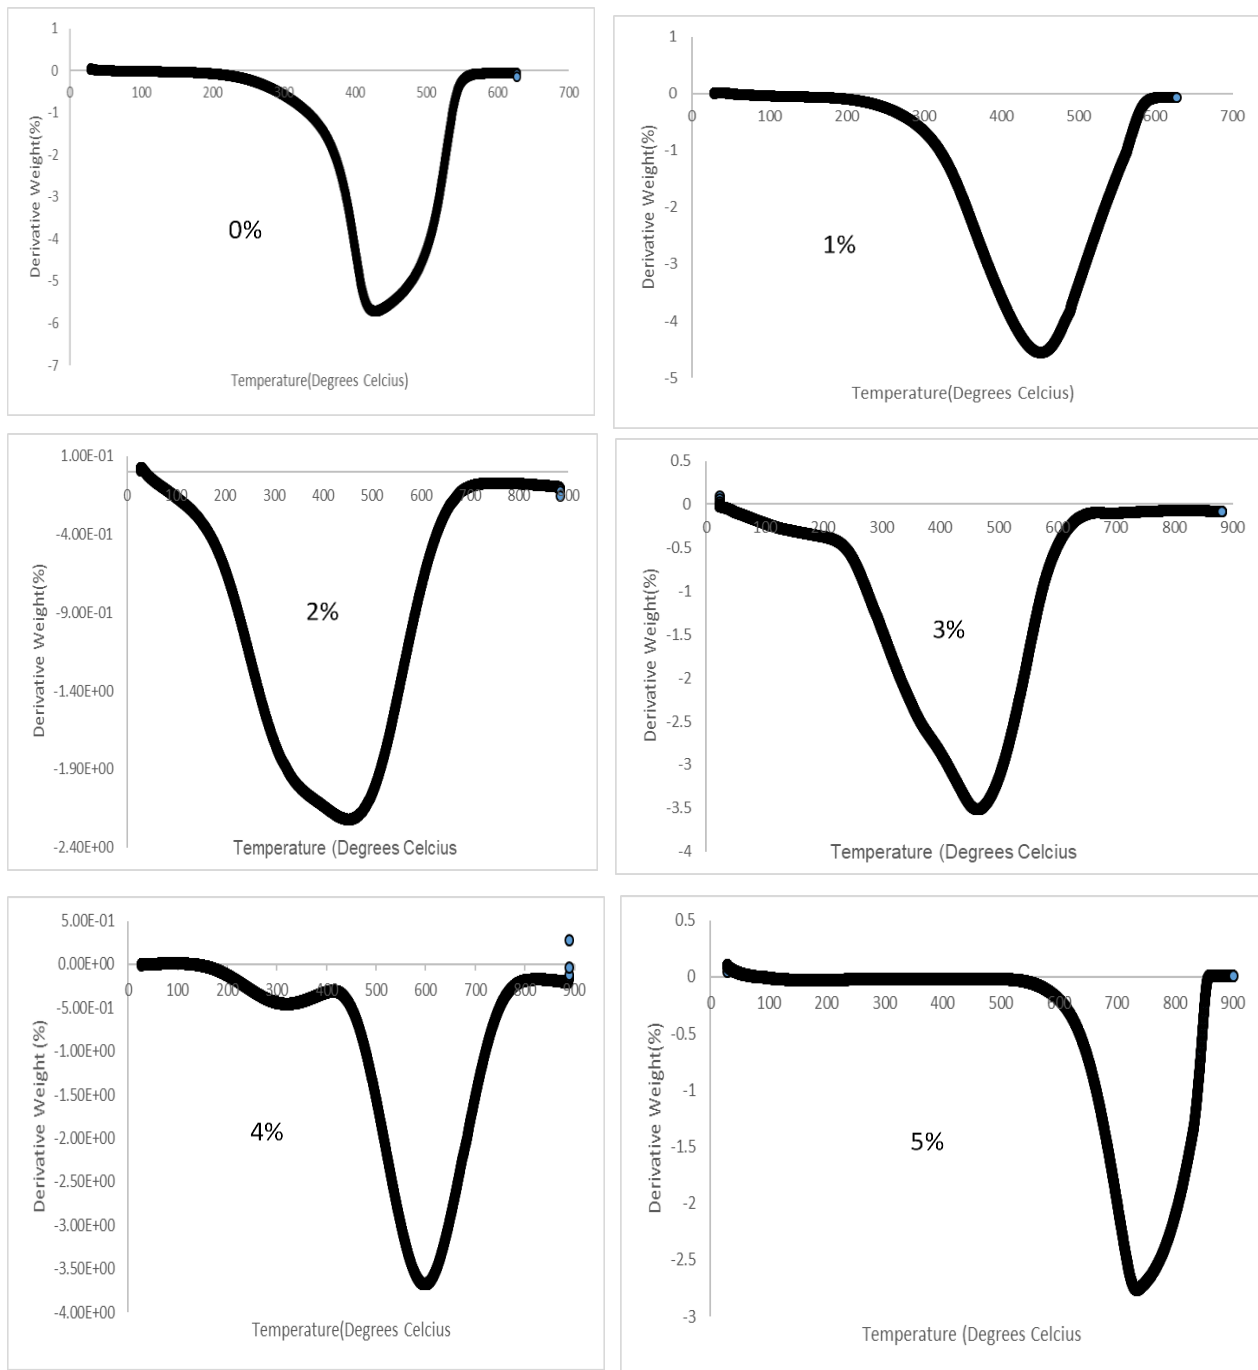 1
0
0 100 200 300 400 500 600 700
-1
-2
-3
-4
-5
-6
-7
Derivative Weight(%)
0%
Temperature(Degrees Celcius)
1
0
0 100 200 300 400 500 600 700
-1
-2
-3
-4
-5
Derivative Weight(%)
1%
Temperature(Degrees Celcius)
1.00E-01
0 100 200 300 400 500 600 700 800 900
-4.00E-01
-9.00E-01
-1.40E+00
-1.90E+00
-2.40E+00
Derivative Weight(%)
2%
Temperature (Degrees Celcius
0.5
0
0 100 200 300 400 500 600 700 800 900
-0.5
-1
-1.5
-2
-2.5
-3
-3.5
-4
Derivative Weight(%)
3%
Temperature (Degrees Celcius
5.00E-01
0.00E+00
0 100 200 300 400 500 600 700 800 900
-5.00E-01
-1.00E+00
-1.50E+00
-2.00E+00
-2.50E+00
-3.00E+00
-3.50E+00
-4.00E+00
Derivative Weight (%)
4%
Temperature(Degrees Celcius
0.5
0
0 100 200 300 400 500 600 700 800 900
-0.5
-1
-1.5
-2
-2.5
-3
Derivative Weight(%)
5%
Temperature (Degrees Celcius